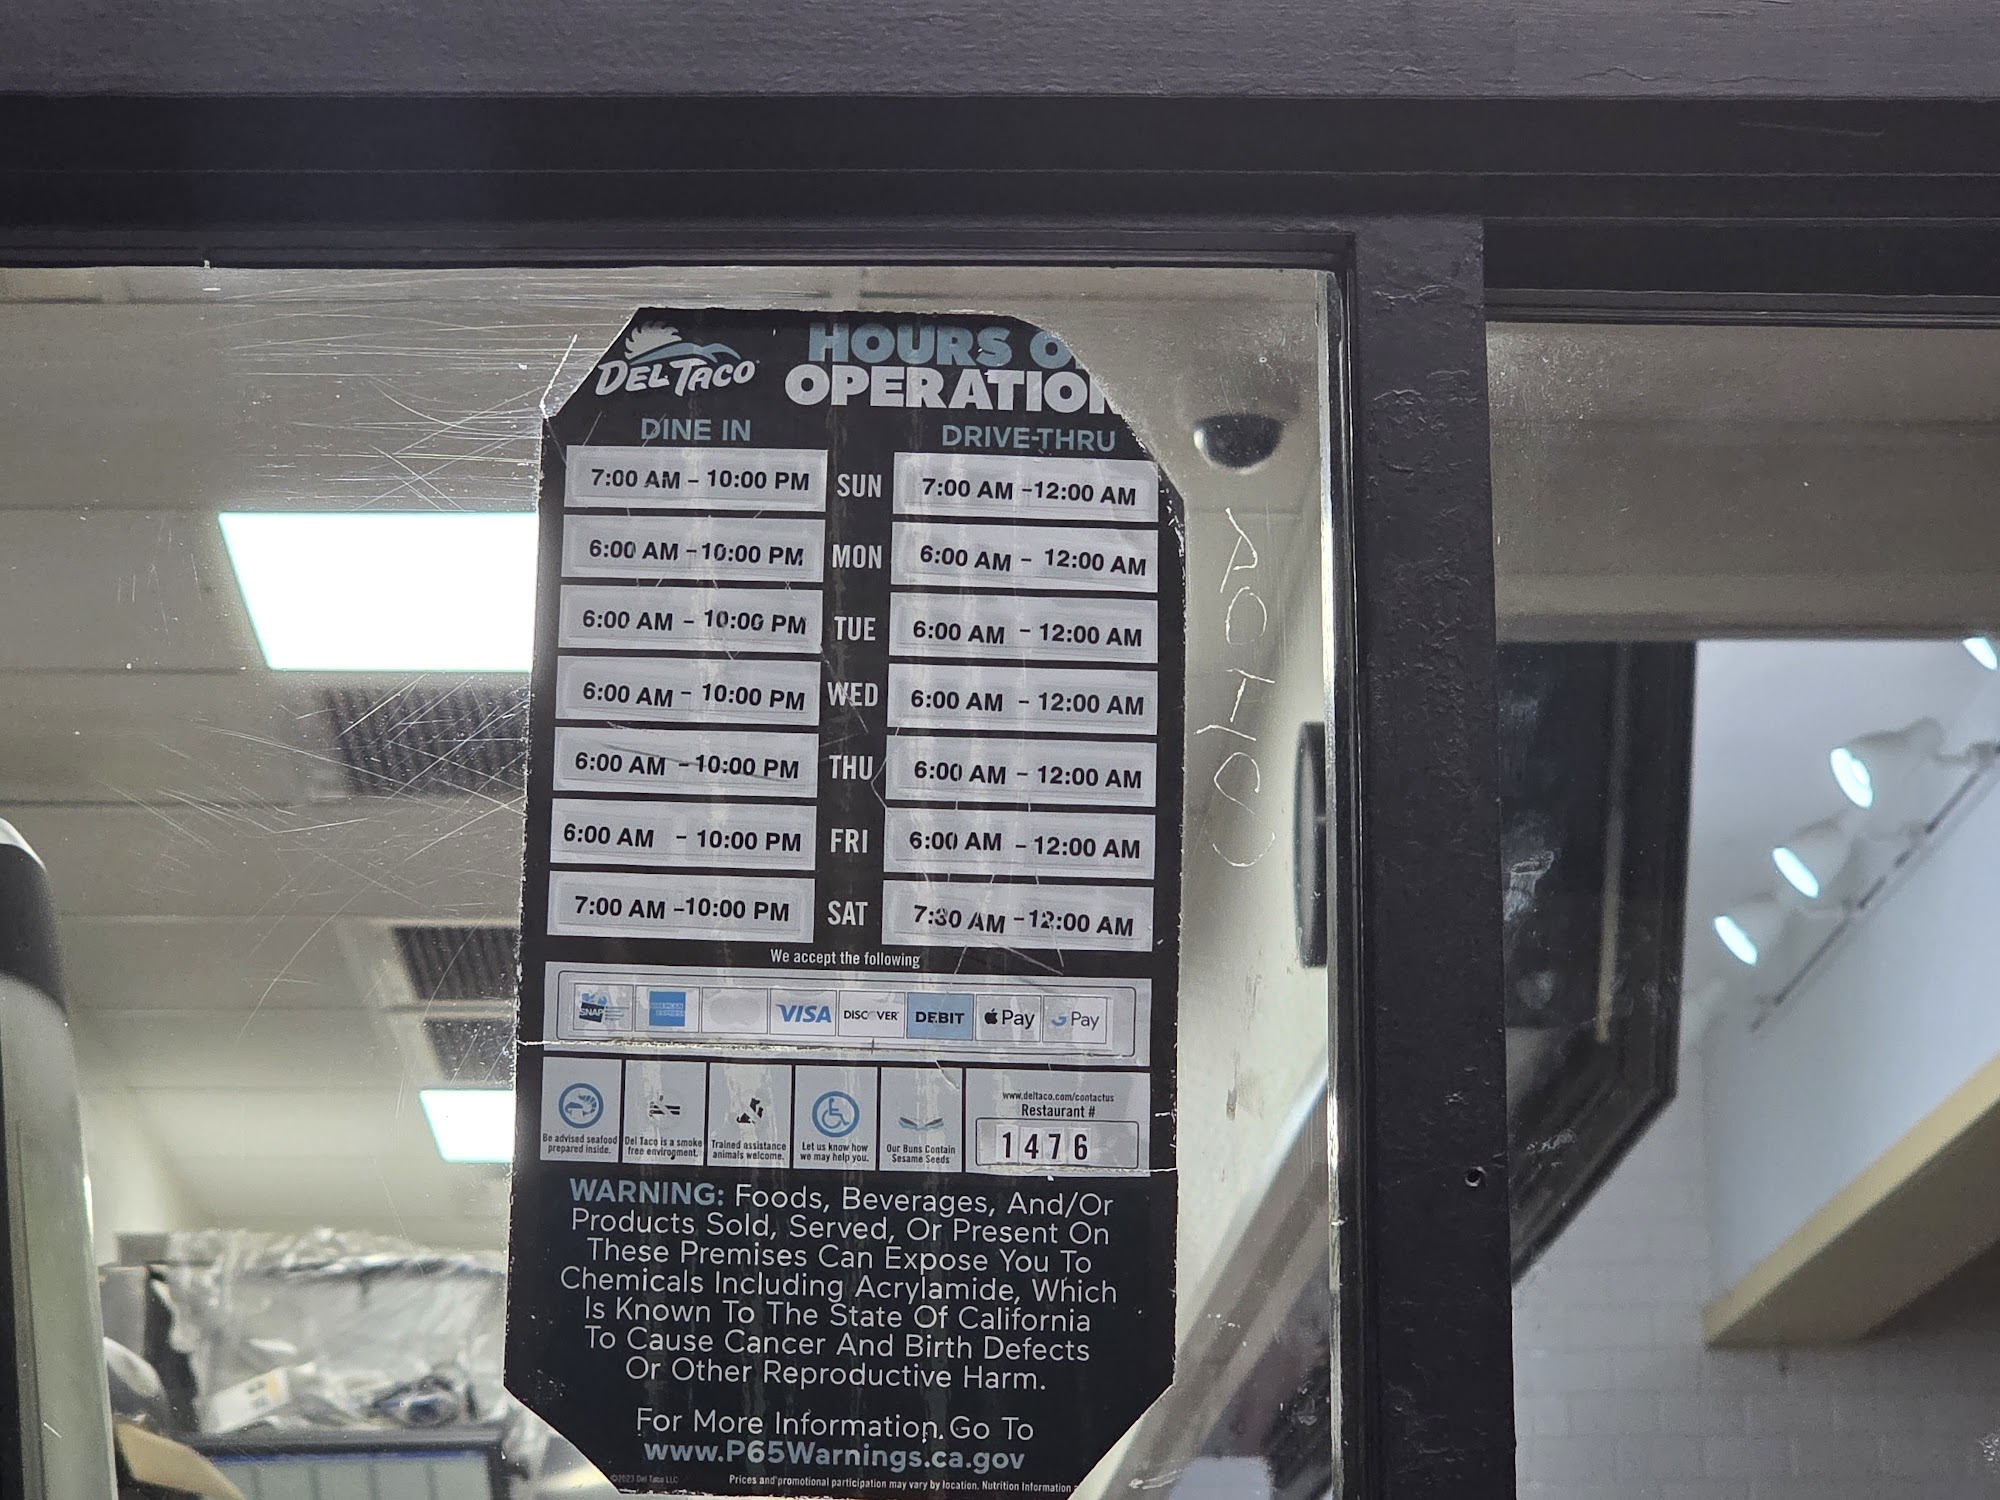 DEL TACO
HOURS O
OPERATION
DINE IN
DRIVE-THRU
7:00 AM – 10:00 PM SUN 7:00 AM –12:00 AM
6:00 AM –10:00 PM MON 6:00 AM – 12:00 AM
6:00 AM – 10:00 PM TUE 6:00 AM – 12:00 AM
6:00 AM – 10:00 PM WED 6:00 AM – 12:00 AM
6:00 AM –10:00 PM THU 6:00 AM – 12:00 AM
6:00 AM – 10:00 PM FRI 6:00 AM – 12:00 AM
7:00 AM –10:00 PM SAT 7:30 AM –12:00 AM
We accept the following
SNAP AMERICAN EXPRESS VISA DISCOVER DEBIT Pay G Pay
Be advised seafood
prepared inside.
Del Taco is a smoke
free environment.
Trained assistance
animals welcome.
Let us know how
we may help you.
Our Buns Contain
Sesame Seeds
www.deltaco.com/contactus
Restaurant #
1476
WARNING: Foods, Beverages, And/Or
Products Sold, Served, Or Present On
These Premises Can Expose You To
Chemicals Including Acrylamide, Which
Is Known To The State Of California
To Cause Cancer And Birth Defects
Or Other Reproductive Harm.
For More Information, Go To
www.P65Warnings.ca.gov
©2023 Del Taco LLC
Prices and promotional participation may vary by location. Nutrition Information